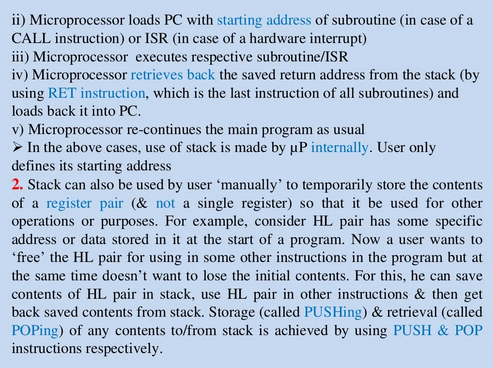 ii) Microprocessor loads PC with starting address of subroutine (in case of a
CALL instruction) or ISR (in case of a hardware interrupt)
iii) Microprocessor executes respective subroutine/ISR
iv) Microprocessor retrieves back the saved return address from the stack (by
using RET instruction, which is the last instruction of all subroutines) and
loads back it into PC.
v) Microprocessor re-continues the main program as usual
➢ In the above cases, use of stack is made by µP internally. User only
defines its starting address
2. Stack can also be used by user ‘manually’ to temporarily store the contents
of a register pair (& not a single register) so that it be used for other
operations or purposes. For example, consider HL pair has some specific
address or data stored in it at the start of a program. Now a user wants to
‘free’ the HL pair for using in some other instructions in the program but at
the same time doesn’t want to lose the initial contents. For this, he can save
contents of HL pair in stack, use HL pair in other instructions & then get
back saved contents from stack. Storage (called PUSHing) & retrieval (called
POPing) of any contents to/from stack is achieved by using PUSH & POP
instructions respectively.